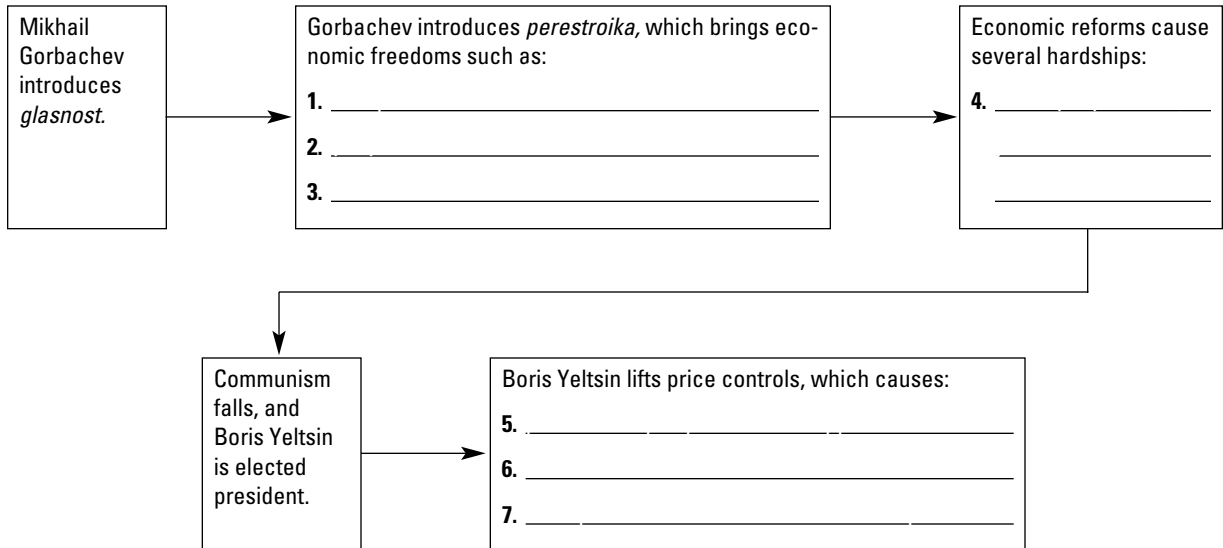 Mikhail
Gorbachev
introduces
glasnost.
Gorbachev introduces perestroika, which brings eco-
nomic freedoms such as:
1.
2.
3.
Economic reforms cause
several hardships:
4.
Communism
falls, and
Boris Yeltsin
is elected
president.
Boris Yeltsin lifts price controls, which causes:
5.
6.
7.